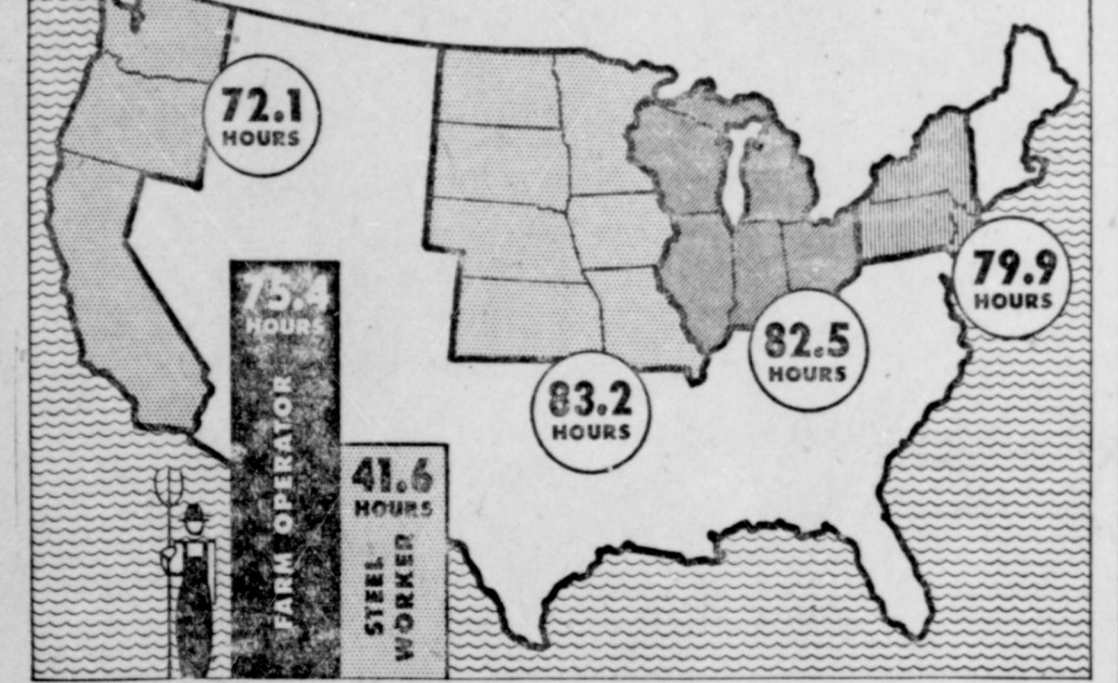 72.1
HOURS
79.9
HOURS
75.4
HOURS
82.5
HOURS
83.2
HOURS
FARM OPERATOR
41.6
HOURS
STEEL
WORKER